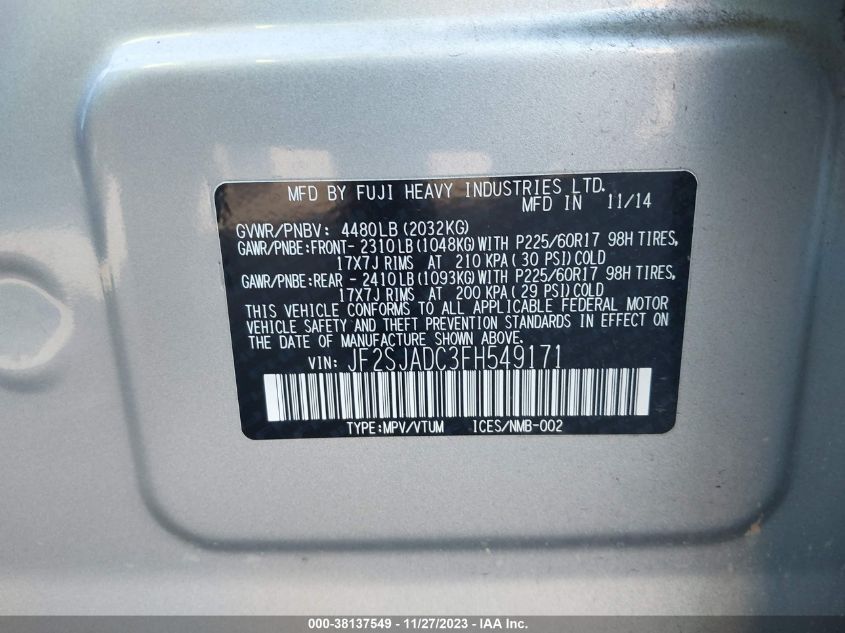 MFD BY FUJI HEAVY INDUSTRIES LTD.
MFD IN 11/14
GVWR/PNBV: 4480LB (2032KG)
GAWR/PNBE:FRONT- 2310LB (1048KG)WITH P225/60R17 98H TIRES,
17X7J RIMS AT 210 KPA ( 30 PSI)COLD
GAWR/PNBE:REAR - 2410LB (1093KG)WITH P225/60R17 98H TIRES,
17X7J RIMS AT 200 KPA ( 29 PSI)COLD
THIS VEHICLE CONFORMS TO ALL APPLICABLE FEDERAL MOTOR
VEHICLE SAFETY AND THEFT PREVENTION STANDARDS IN EFFECT ON
THE DATE OF MANUFACTURE SHOWN ABOVE.
VIN: JF2SJADC3FH549171
TYPE:MPV/VTUM ICES/NMB-002
000-38137549 - 11/27/2023 - IAA Inc.